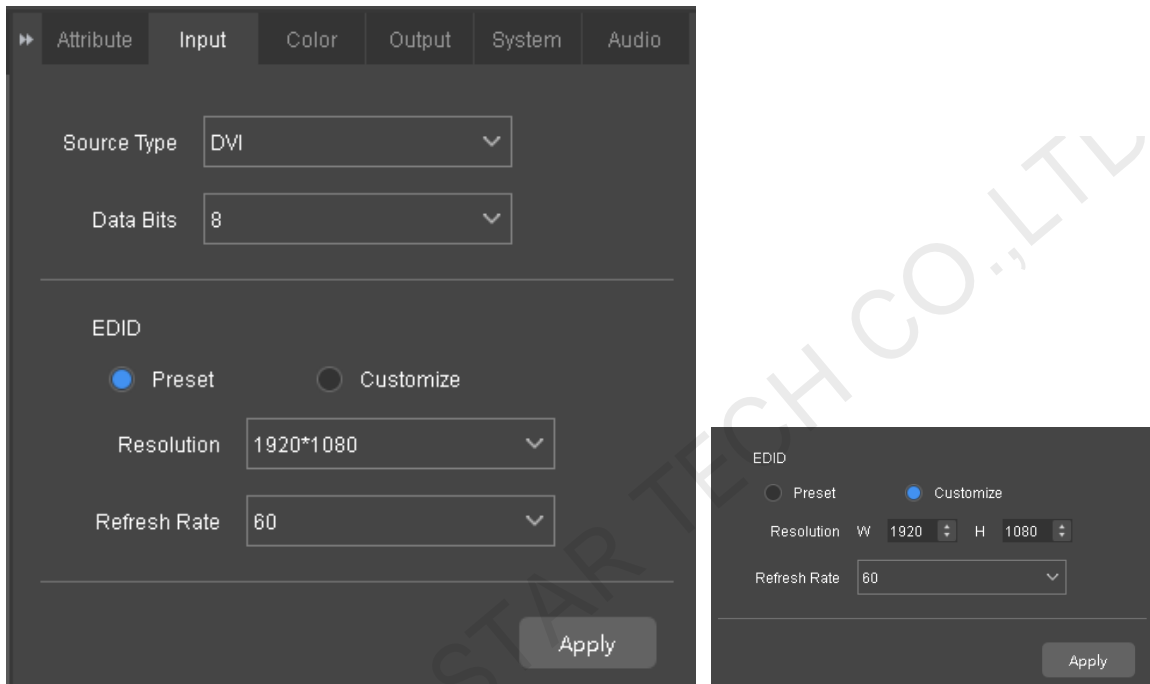 Attribute Input Color Output System Audio
Source Type DVI
Data Bits 8
EDID
Preset Customize
Resolution 1920*1080
Refresh Rate 60
Apply
EDID
Preset Customize
Resolution W 1920 H 1080
Refresh Rate 60
Apply
STAR TECH CO.,LTD